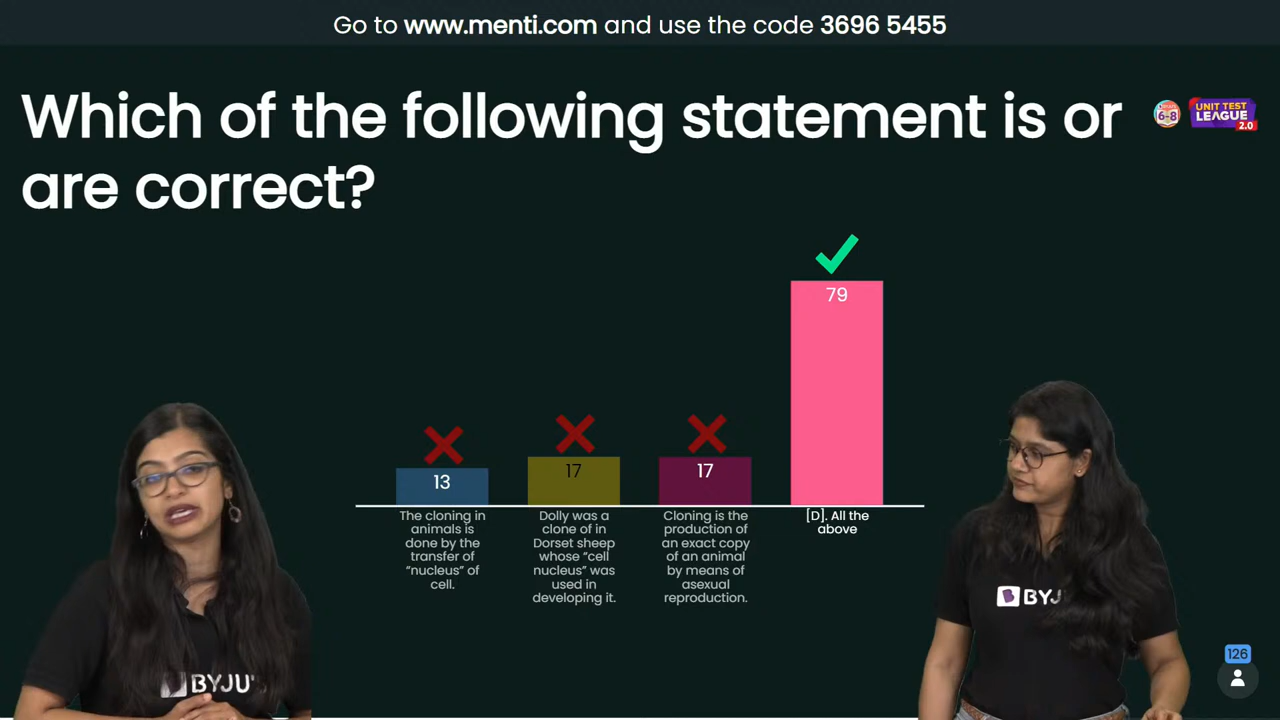 Go to www.menti.com and use the code 3696 5455
Which of the following statement is or
are correct?
6-8
UNIT TEST
LEAGUE
2.0
79
13
17
17
The cloning in
animals is
done by the
transfer of
"nucleus" of
cell.
Dolly was a
clone of in
Dorset sheep
whose "cell
nucleus" was
used in
developing it.
Cloning is the
production of
an exact copy
of an animal
by means of
asexual
reproduction.
[D]. All the
above
BYJU'
BYJ
126